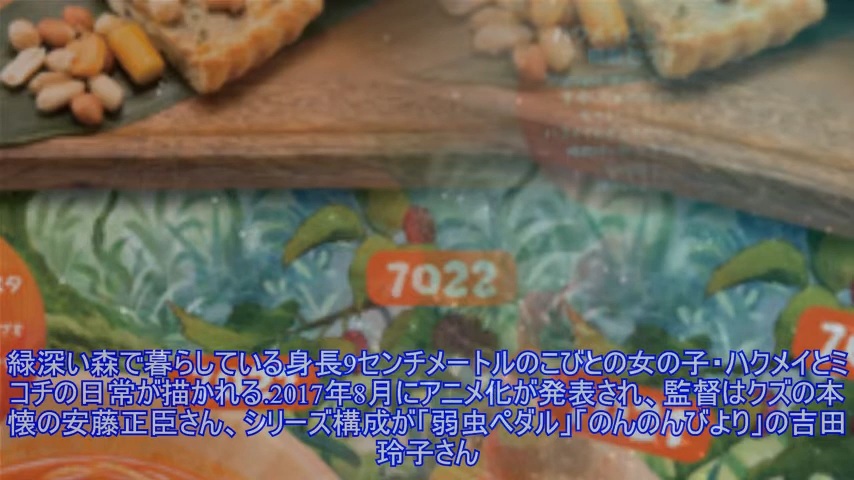 7022
緑深い森で暮らしている身長9センチメートルのこびとの女の子・ハクメイとミ
コチの日常が描かれる.2017年8月にアニメ化が発表され、監督はクズの本
懐の安藤正臣さん、シリーズ構成が「弱虫ペダル」「のんのんびより」の吉田
玲子さん